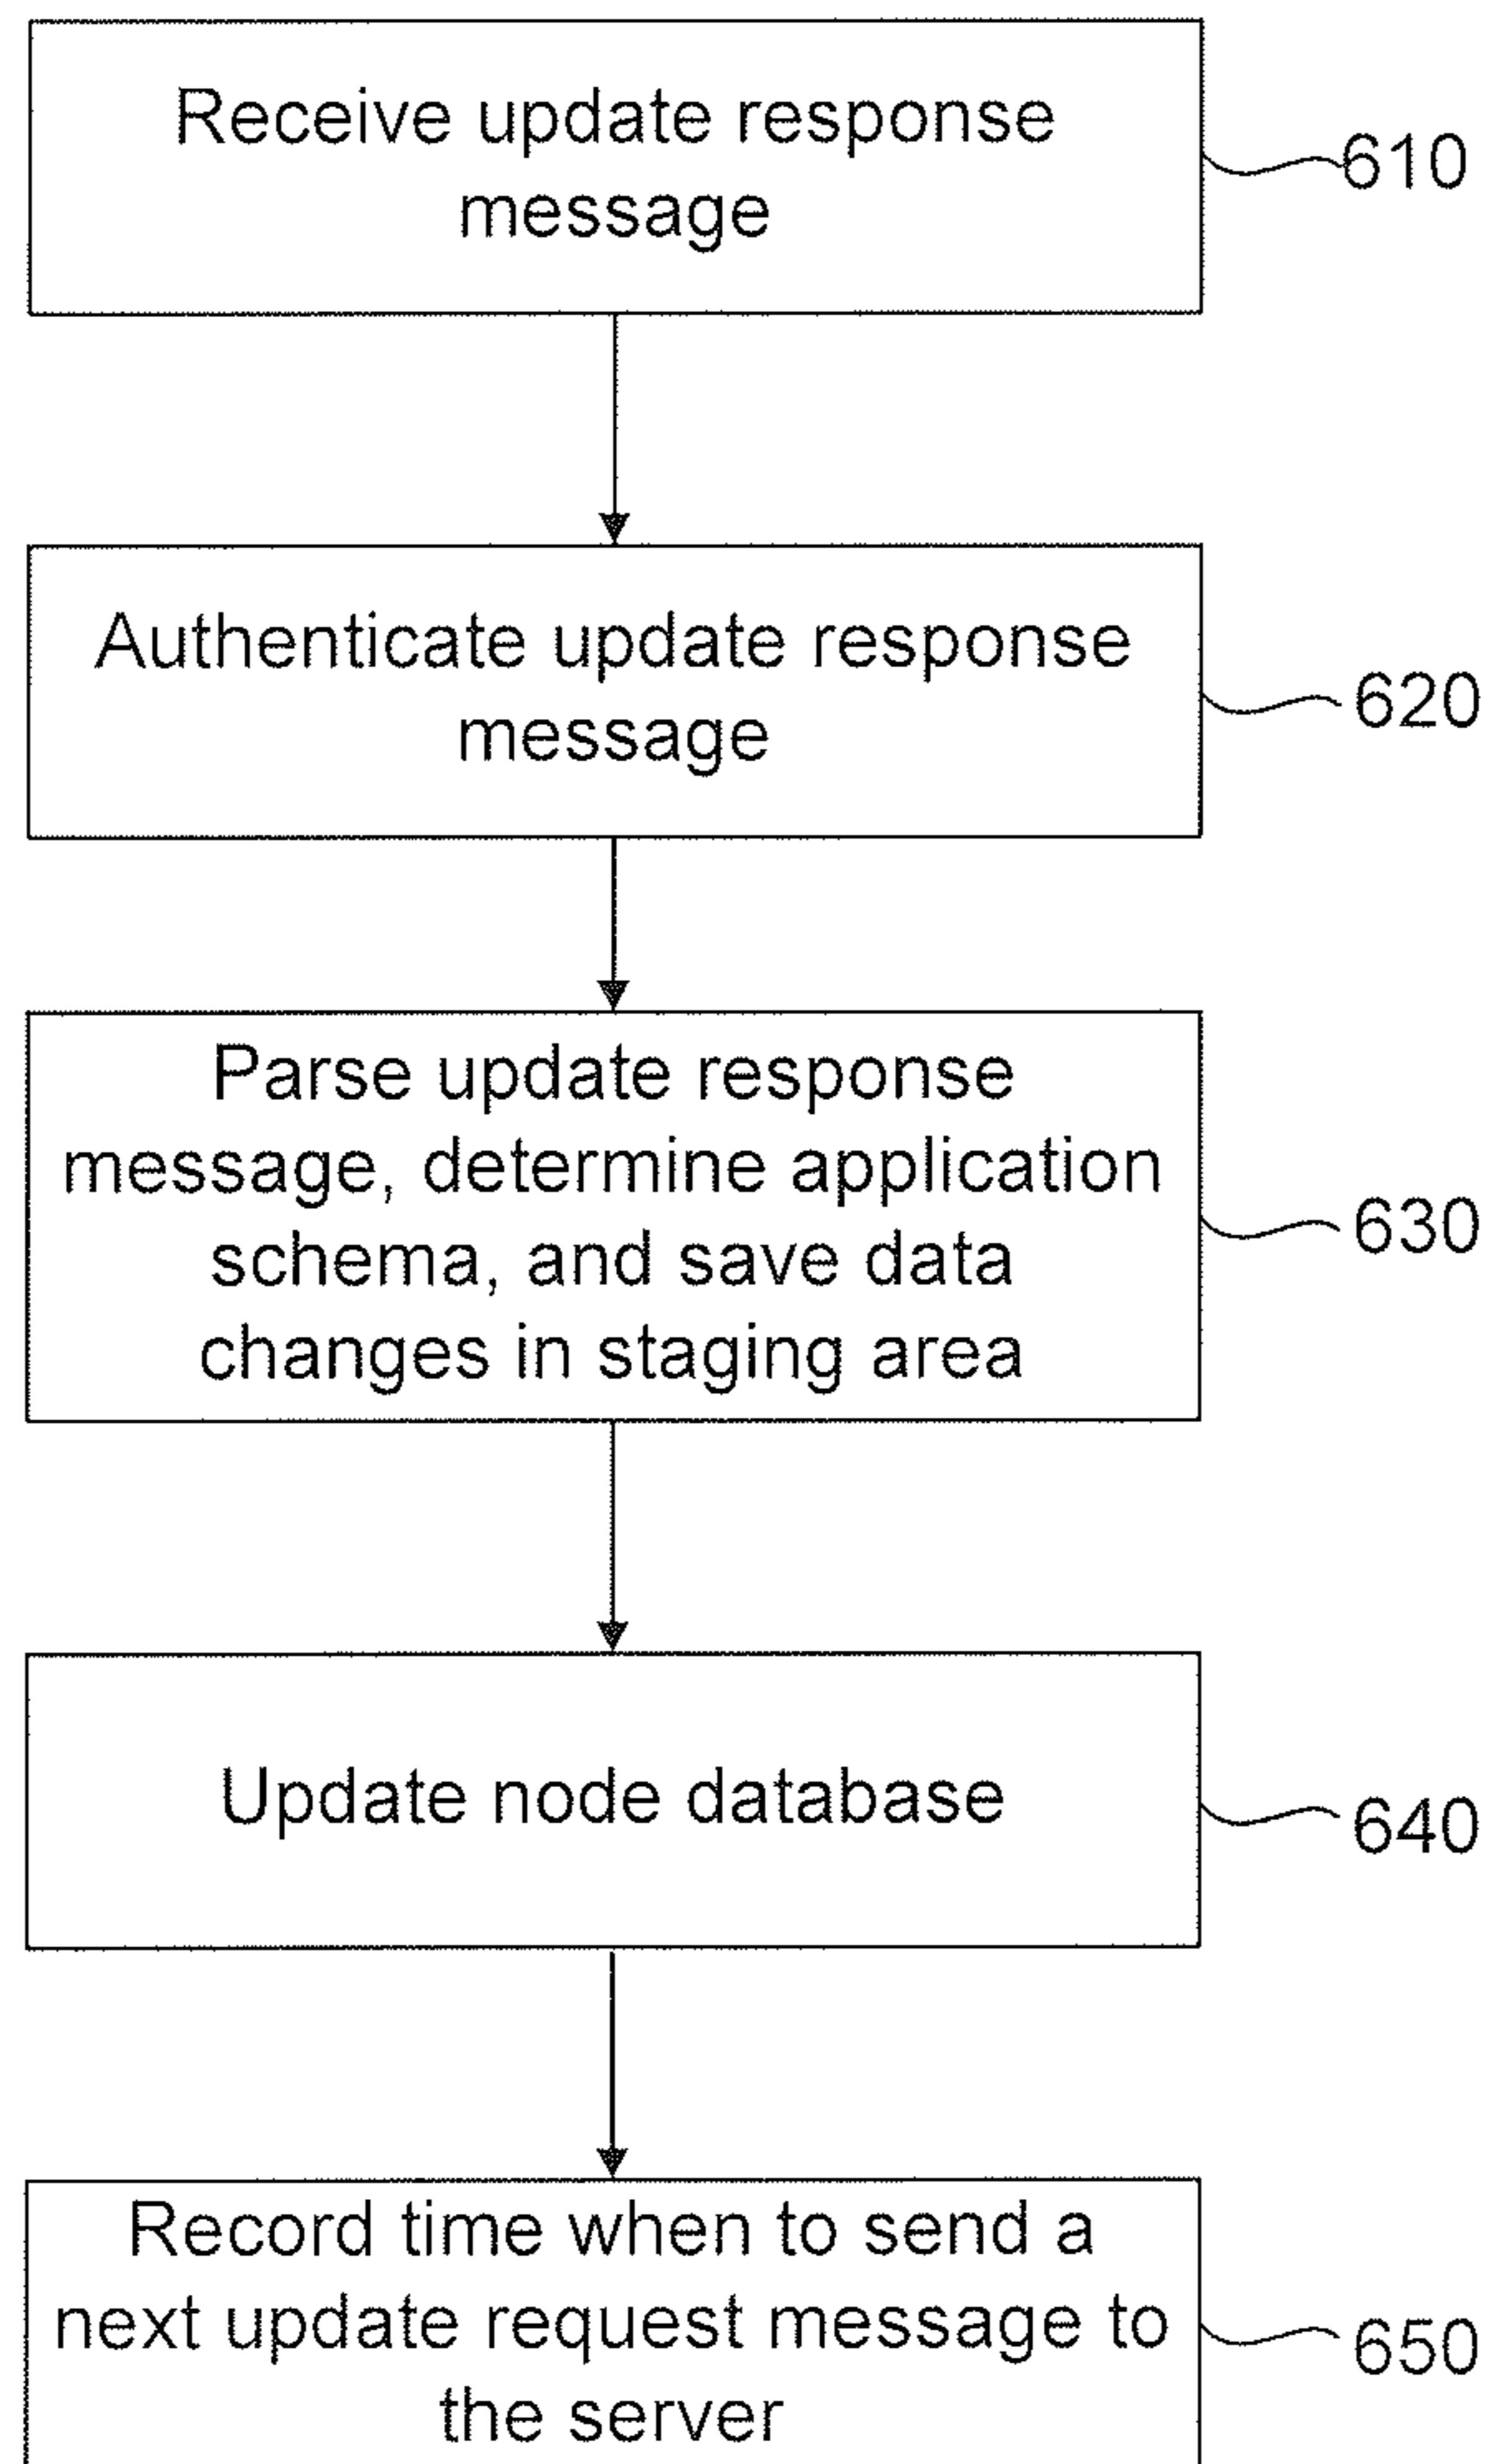 Receive update response
message
610
Authenticate update response
message
620
Parse update response
message, determine application
schema, and save data
changes in staging area
630
Update node database
640
Record time when to send a
next update request message to
the server
650